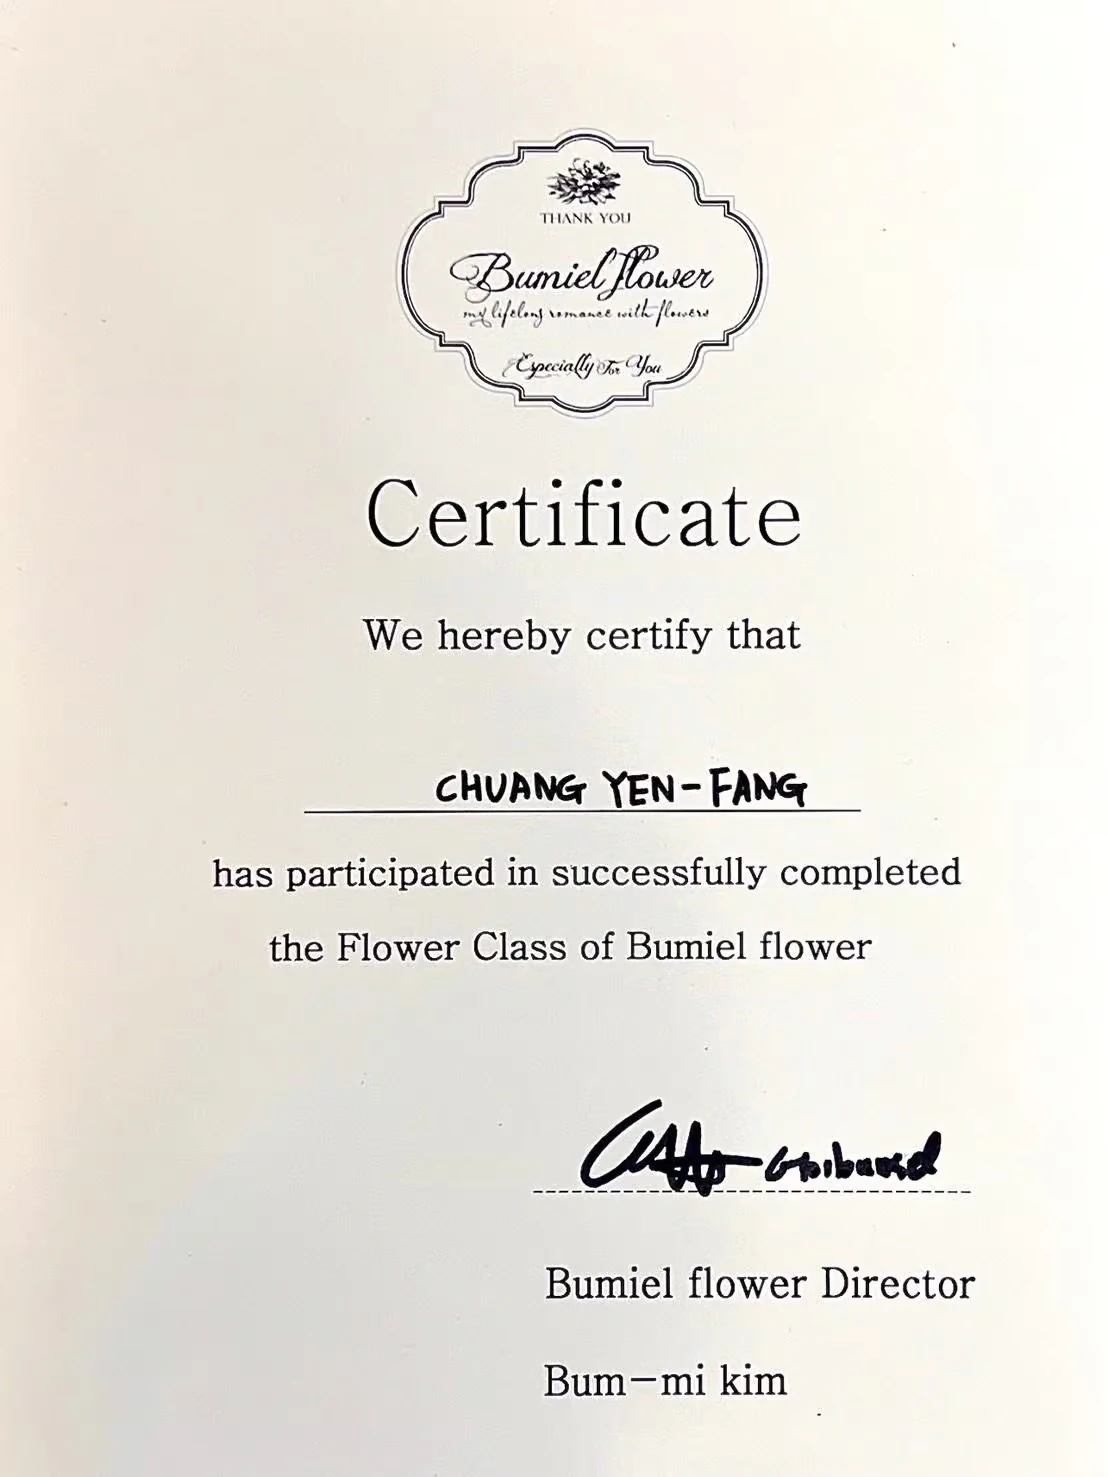 THANK YOU
Bumiel flower
my lifelong romance with flowers
Especially For You
Certificate
We hereby certify that
CHUANG YEN-FANG
has participated in successfully completed
the Flower Class of Bumiel flower
Bumiel flower Director
Bum-mi kim